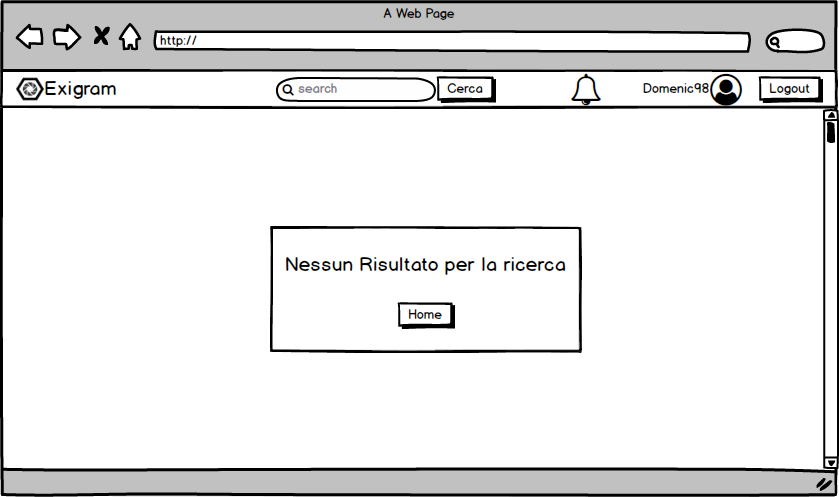 A Web Page
http://
Exigram
search
Cerca
Domenic98
Logout
Nessun Risultato per la ricerca
Home